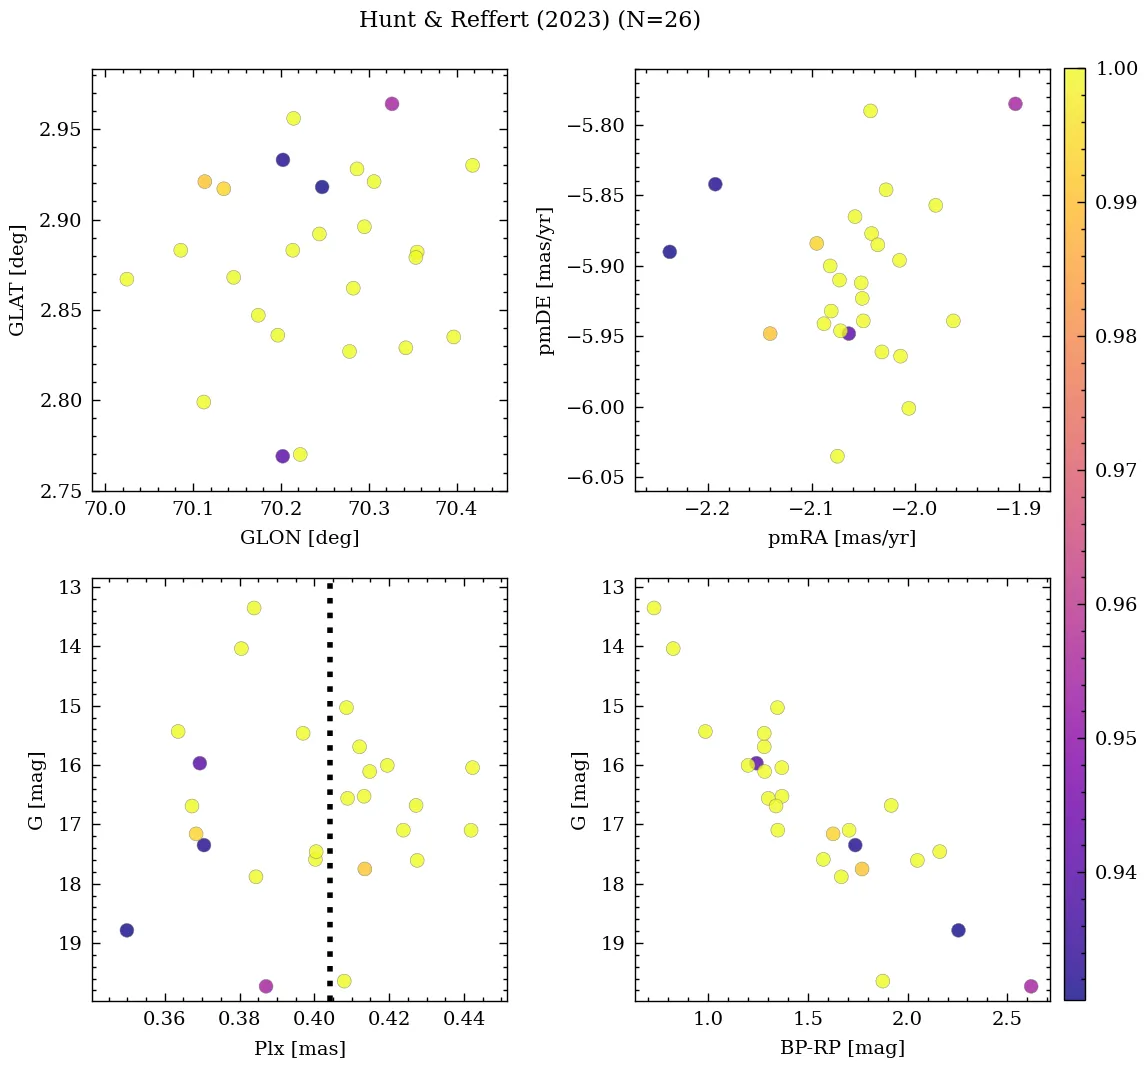 Hunt & Reffert (2023) (N=26)
2.95
2.90
2.85
2.80
2.75
GLAT [deg]
70.0 70.1 70.2 70.3 70.4
GLON [deg]
−5.80
−5.85
−5.90
−5.95
−6.00
−6.05
pmDE [mas/yr]
−2.2 −2.1 −2.0 −1.9
pmRA [mas/yr]
13
14
15
16
17
18
19
G [mag]
0.36 0.38 0.40 0.42 0.44
Plx [mas]
13
14
15
16
17
18
19
G [mag]
1.0 1.5 2.0 2.5
BP-RP [mag]
1.00
0.99
0.98
0.97
0.96
0.95
0.94